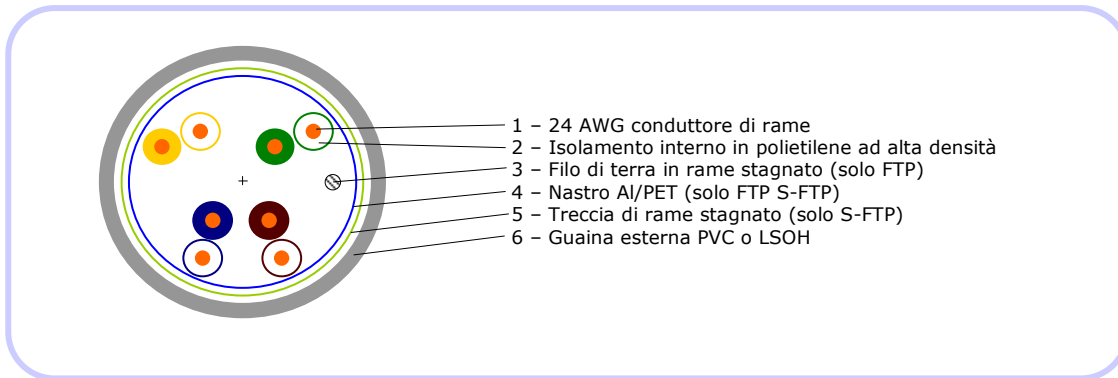 1 – 24 AWG conduttore di rame
2 – Isolamento interno in polietilene ad alta densità
3 – Filo di terra in rame stagnato (solo FTP)
4 – Nastro Al/PET (solo FTP S-FTP)
5 – Treccia di rame stagnato (solo S-FTP)
6 – Guaina esterna PVC o LSOH